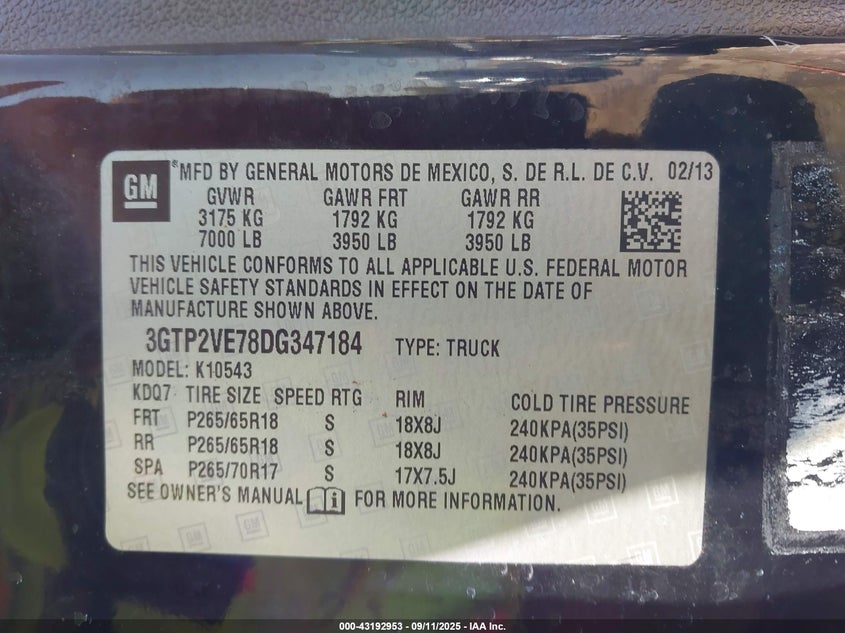 GM ® MFD BY GENERAL MOTORS DE MEXICO, S. DE R.L. DE C.V. 02/13
GVWR GAWR FRT GAWR RR
3175 KG 1792 KG 1792 KG
7000 LB 3950 LB 3950 LB
THIS VEHICLE CONFORMS TO ALL APPLICABLE U.S. FEDERAL MOTOR
VEHICLE SAFETY STANDARDS IN EFFECT ON THE DATE OF
MANUFACTURE SHOWN ABOVE.
3GTP2VE78DG347184 TYPE: TRUCK
MODEL: K10543
KDQ7 TIRE SIZE SPEED RTG RIM COLD TIRE PRESSURE
FRT P265/65R18 S 18X8J 240KPA(35PSI)
RR P265/65R18 S 18X8J 240KPA(35PSI)
SPA P265/70R17 S 17X7.5J 240KPA(35PSI)
SEE OWNER'S MANUAL FOR MORE INFORMATION.
000-43192953 - 09/11/2025 - IAA Inc.